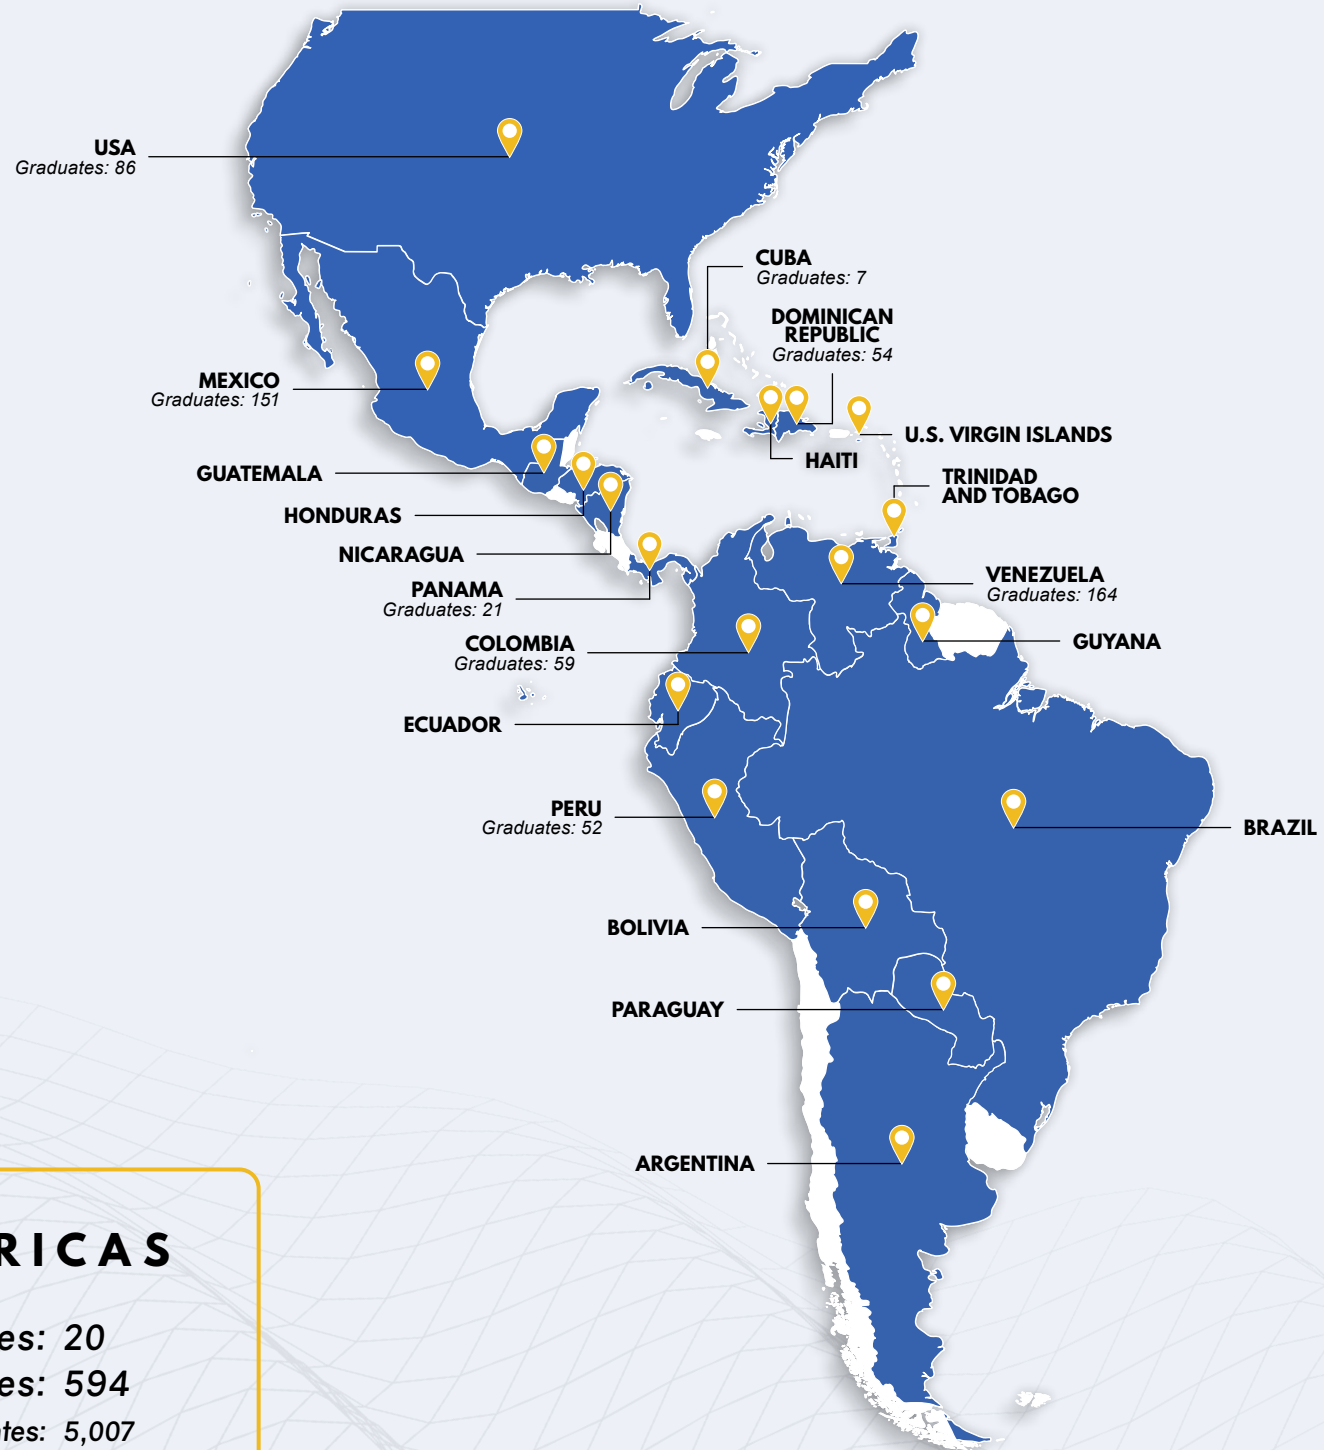 USA
Graduates: 86
CUBA
Graduates: 7
DOMINICAN
REPUBLIC
Graduates: 54
MEXICO
Graduates: 151
U.S. VIRGIN ISLANDS
HAITI
GUATEMALA
TRINIDAD
AND TOBAGO
HONDURAS
NICARAGUA
PANAMA
Graduates: 21
VENEZUELA
Graduates: 164
COLOMBIA
Graduates: 59
GUYANA
ECUADOR
PERU
Graduates: 52
BRAZIL
BOLIVIA
PARAGUAY
ARGENTINA
RICAS
es: 20
es: 594
tes: 5,007